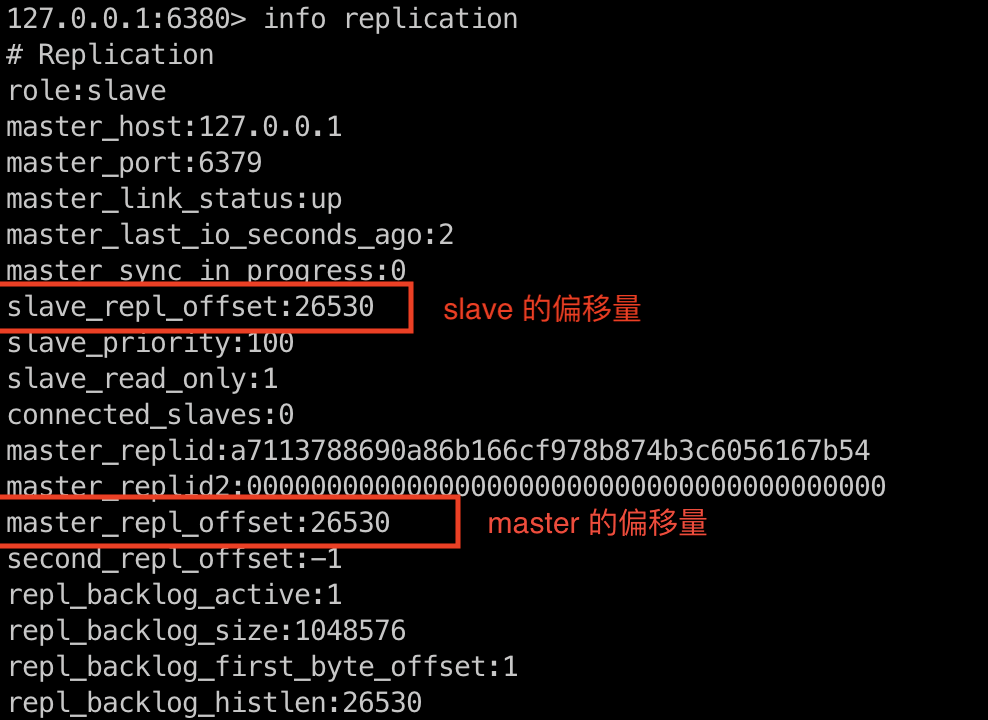 127.0.0.1:6380> info replication
# Replication
role:slave
master_host:127.0.0.1
master_port:6379
master_link_status:up
master_last_io_seconds_ago:2
master_sync_in_progress:0
slave_repl_offset:26530 slave 的偏移量
slave_priority:100
slave_read_only:1
connected_slaves:0
master_replid:a7113788690a86b166cf978b874b3c6056167b54
master_replid2:0000000000000000000000000000000000000000
master_repl_offset:26530 master 的偏移量
second_repl_offset:-1
repl_backlog_active:1
repl_backlog_size:1048576
repl_backlog_first_byte_offset:1
repl_backlog_histlen:26530